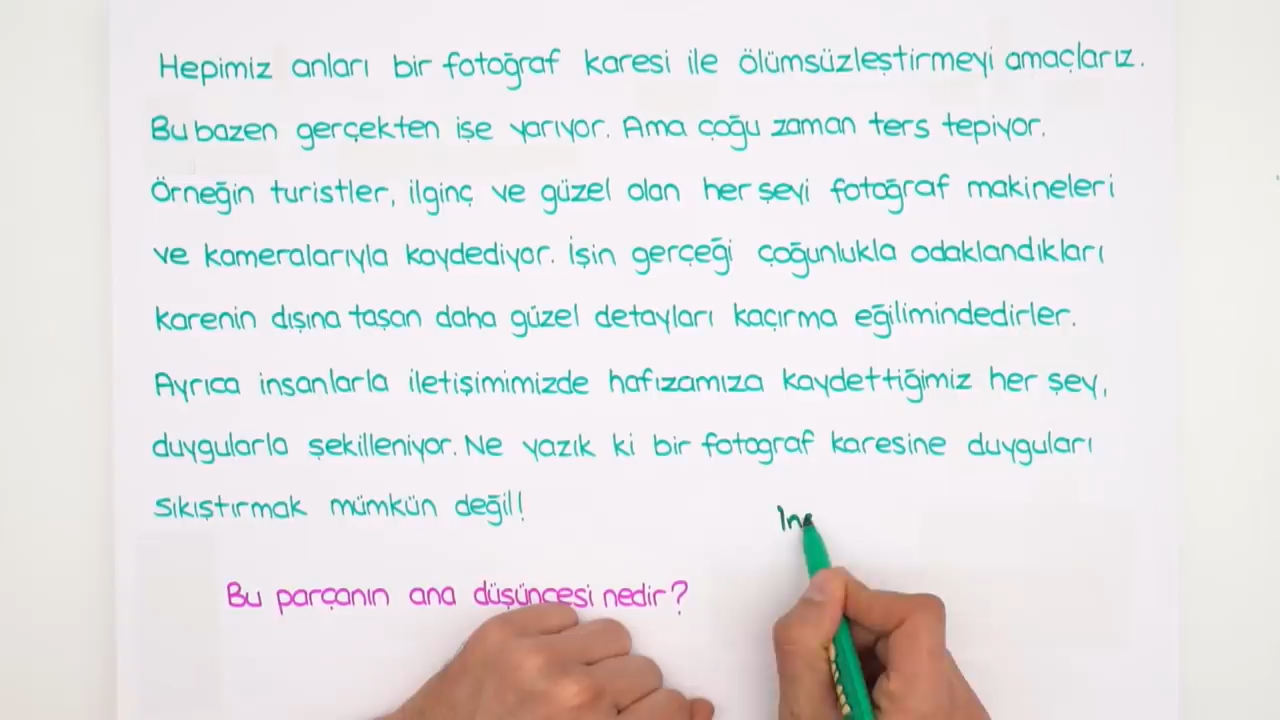 Hepimiz anları bir fotoğraf karesi ile ölümsüzleştirmeyi amaçlarız.
Bu bazen gerçekten işe yarıyor. Ama çoğu zaman ters tepiyor.
Örneğin turistler, ilginç ve güzel olan her şeyi fotoğraf makineleri
ve kameralarıyla kaydediyor. İşin gerçeği çoğunlukla odaklandıkları
karenin dışına taşan daha güzel detayları kaçırma eğilimindedirler.
Ayrıca insanlarla iletişimimizde hafızamıza kaydettiğimiz her şey,
duygularla şekilleniyor. Ne yazık ki bir fotograf karesine duyguları
sıkıştırmak mümkün değil!
Bu parçanın ana düşüncesi nedir?